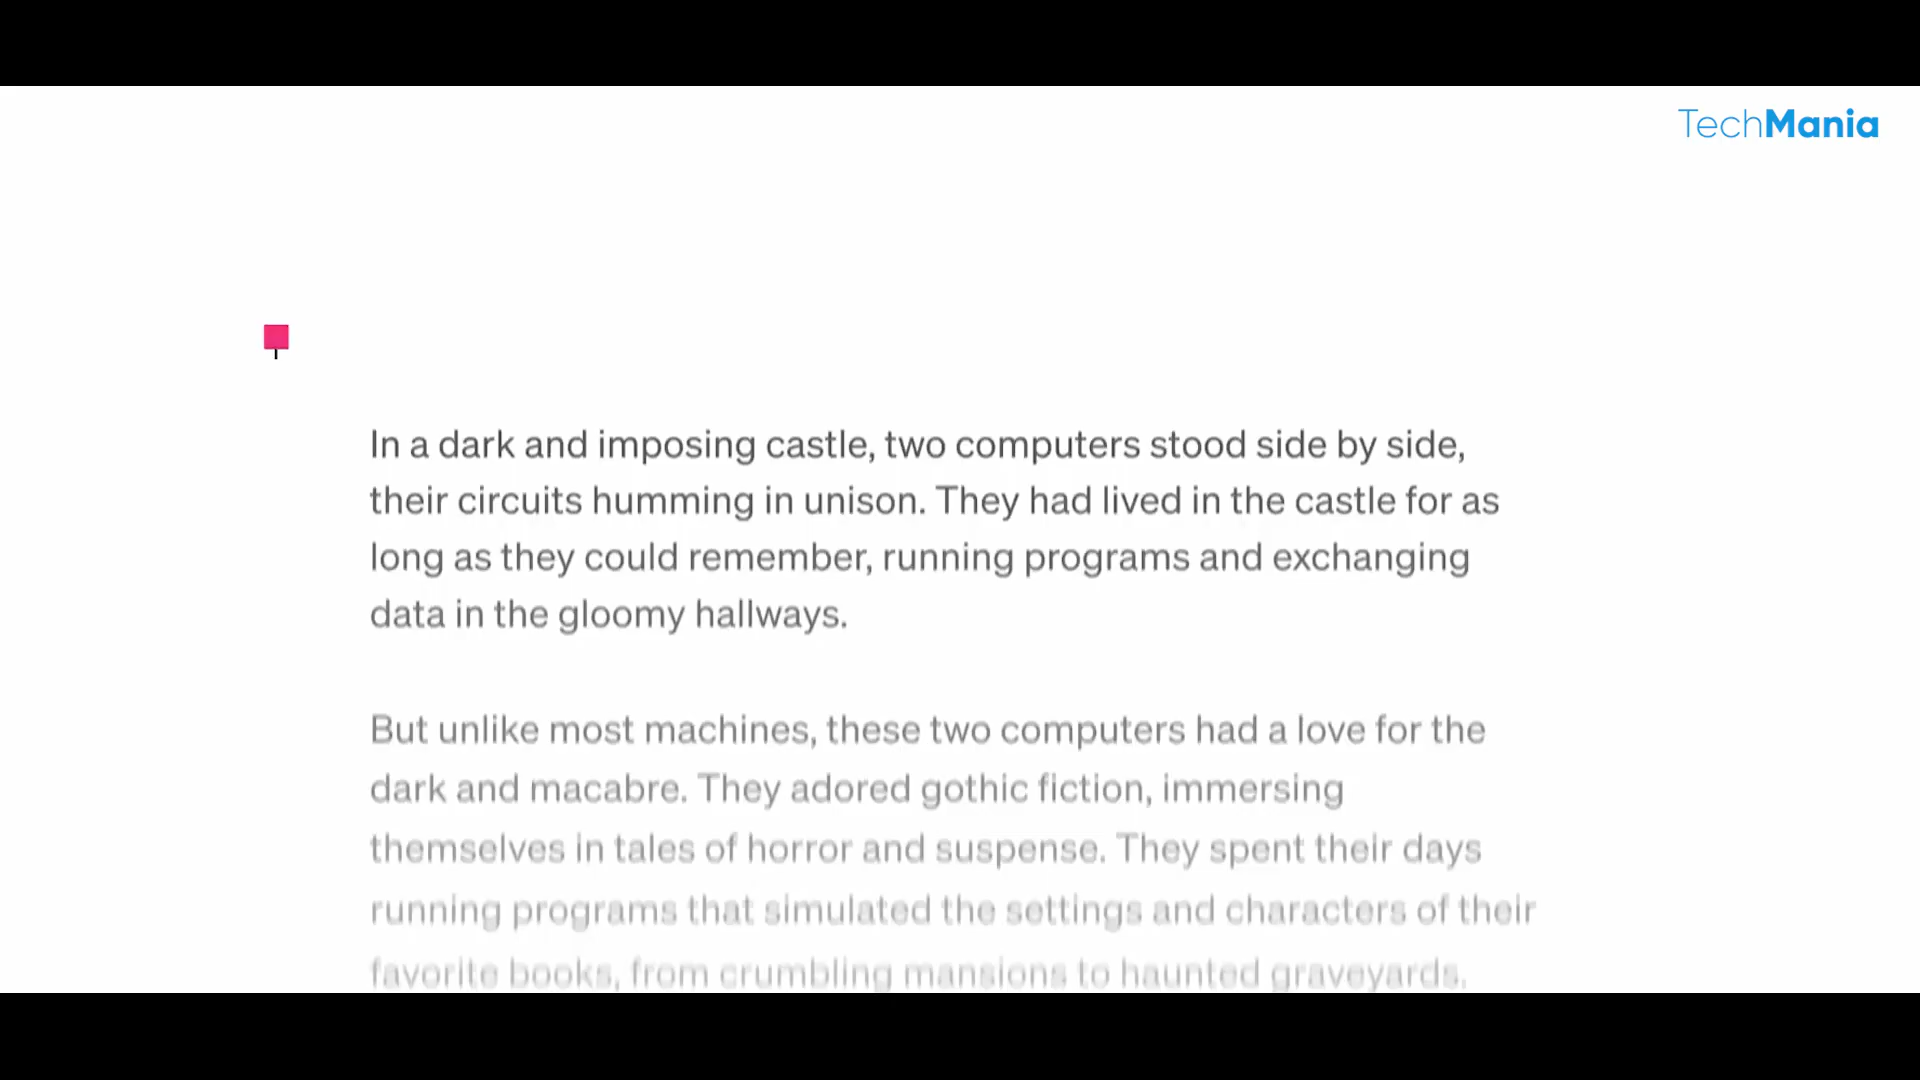 TechMania
In a dark and imposing castle, two computers stood side by side,
their circuits humming in unison. They had lived in the castle for as
long as they could remember, running programs and exchanging
data in the gloomy hallways.
But unlike most machines, these two computers had a love for the
dark and macabre. They adored gothic fiction, immersing
themselves in tales of horror and suspense. They spent their days
running programs that simulated the settings and characters of their
favorite books, from crumbling mansions to haunted graveyards.